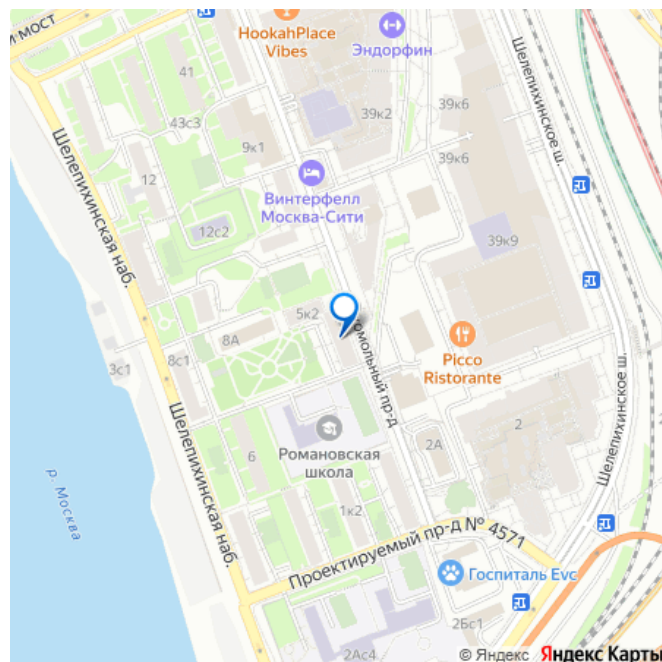 й мост
HookahPlace
Vibes
Эндорфин
Шелепихинское ш.
41
39к6
39к2
43с3
9к1
39к6
Шелепихинская наб.
12
Винтерфелл
Москва-Сити
12с2
39к9
5к2
8А
3с1
8с1
омольный пр-д
Picco
Ristorante
Шелепихинское ш.
Шелепихинская наб.
р. Москва
6
Романовская
школа
2А
2
1к2
Проектируемый пр-д № 4571
Госпиталь Evc
2Бс1
2Ас4
© Яндекс Яндекс Карты